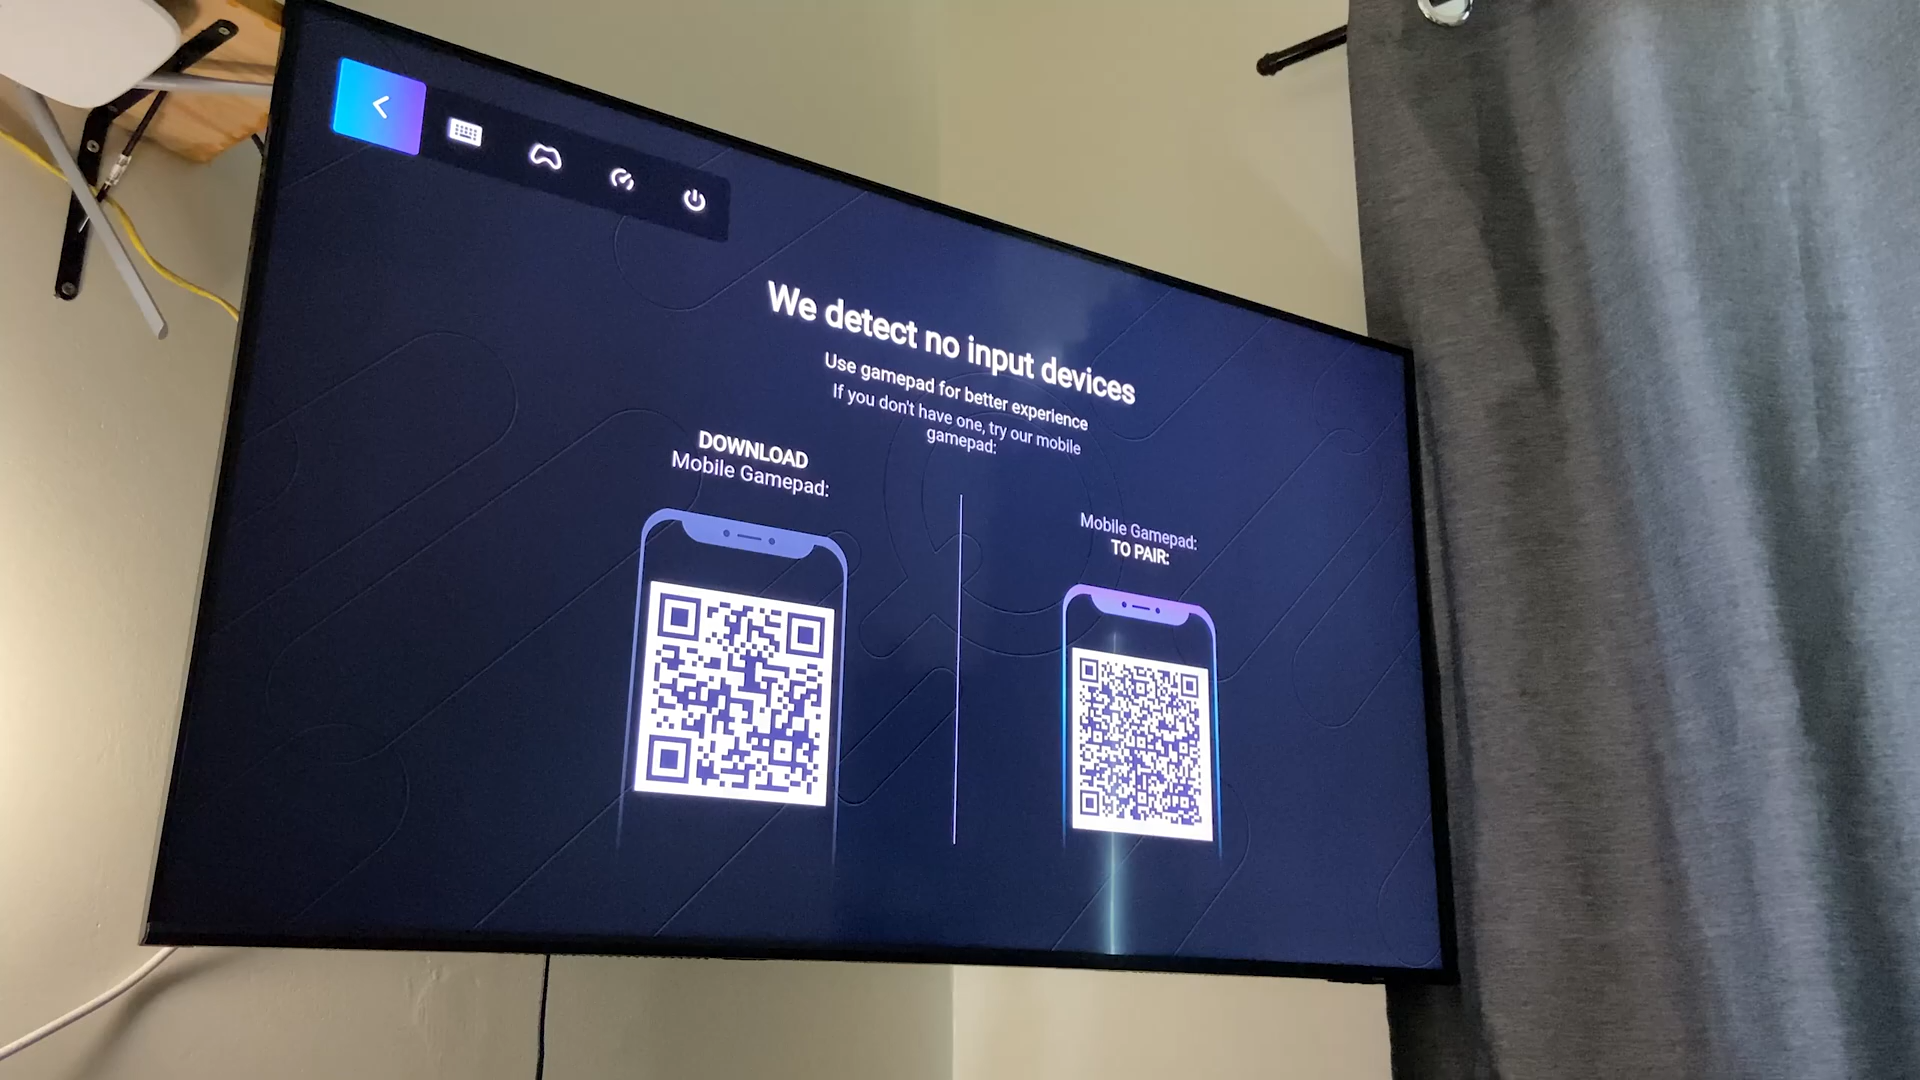 We detect no input devices
Use gamepad for better experience
If you don't have one, try our mobile
gamepad:
DOWNLOAD
Mobile Gamepad:
Mobile Gamepad:
TO PAIR: